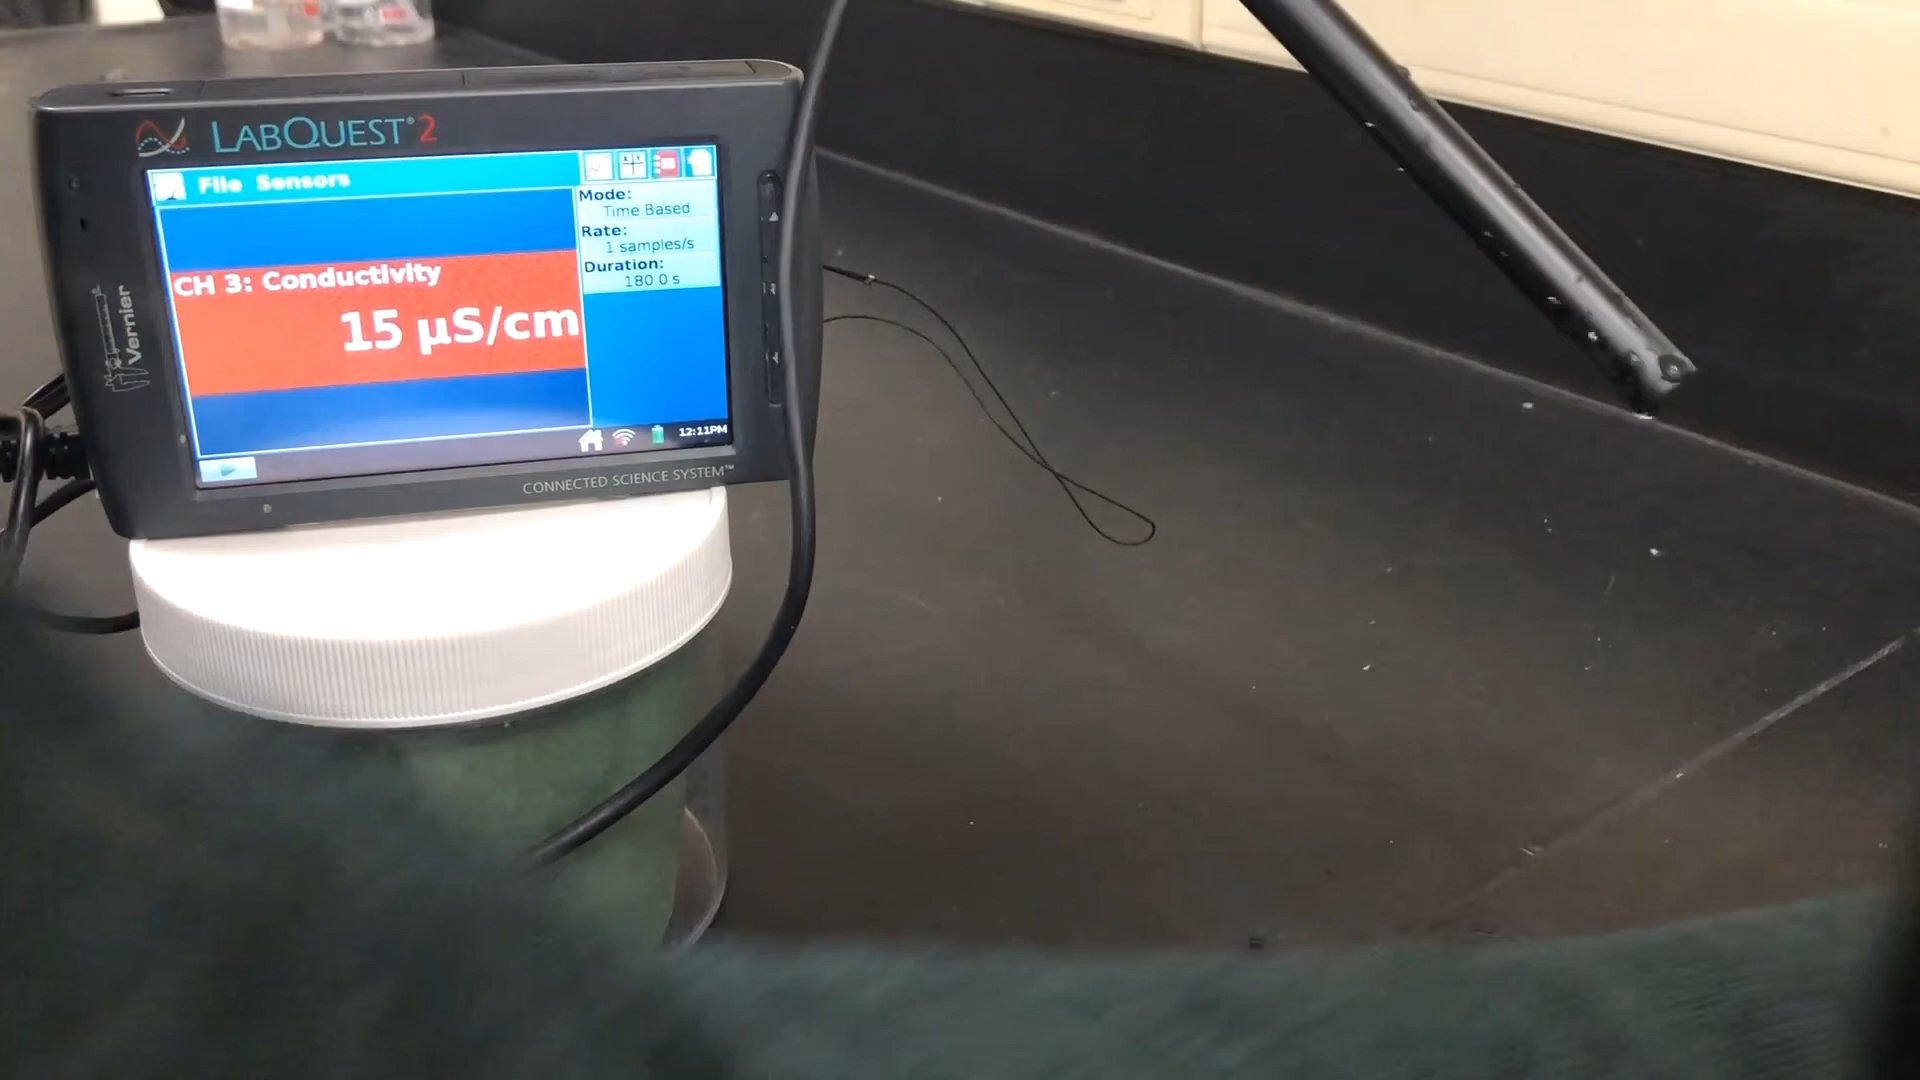 LABQUEST® 2
File Sensors
Mode:
Time Based
Rate:
1 samples/s
Duration:
180.0 s
CH 3: Conductivity
15 µS/cm
Vernier
12:11PM
CONNECTED SCIENCE SYSTEM™